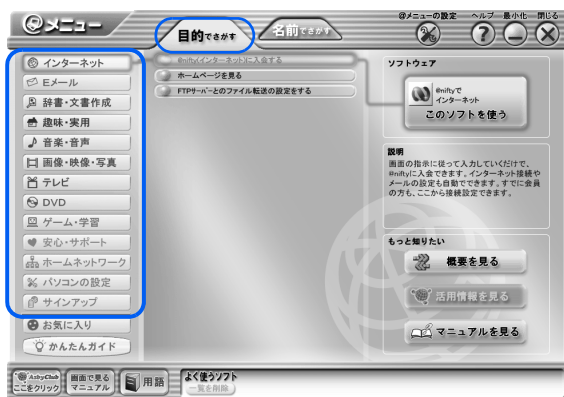 @メニュー
目的でさがす
名前でさがす
@メニューの設定 ヘルプ 最小化 閉じる
インターネット
Eメール
辞書・文書作成
趣味・実用
音楽・音声
画像・映像・写真
テレビ
DVD
ゲーム・学習
安心・サポート
ホームネットワーク
パソコンの設定
サインアップ
お気に入り
かんたんガイド
@nifty(インターネット)に入会する
ホームページを見る
FTPサーバーとのファイル転送の設定をする
ソフトウェア
@niftyで
インターネット
このソフトを使う
説明
画面の指示に従って入力していくだけで、
@niftyに入会できます。インターネット接続や
メールの設定も自動でできます。すでに会員
の方も、ここから接続設定できます。
もっと知りたい
概要を見る
活用情報を見る
マニュアルを見る
AzbyClub
ここをクリック
画面で見る
マニュアル
用語
よく使うソフト
一覧を削除